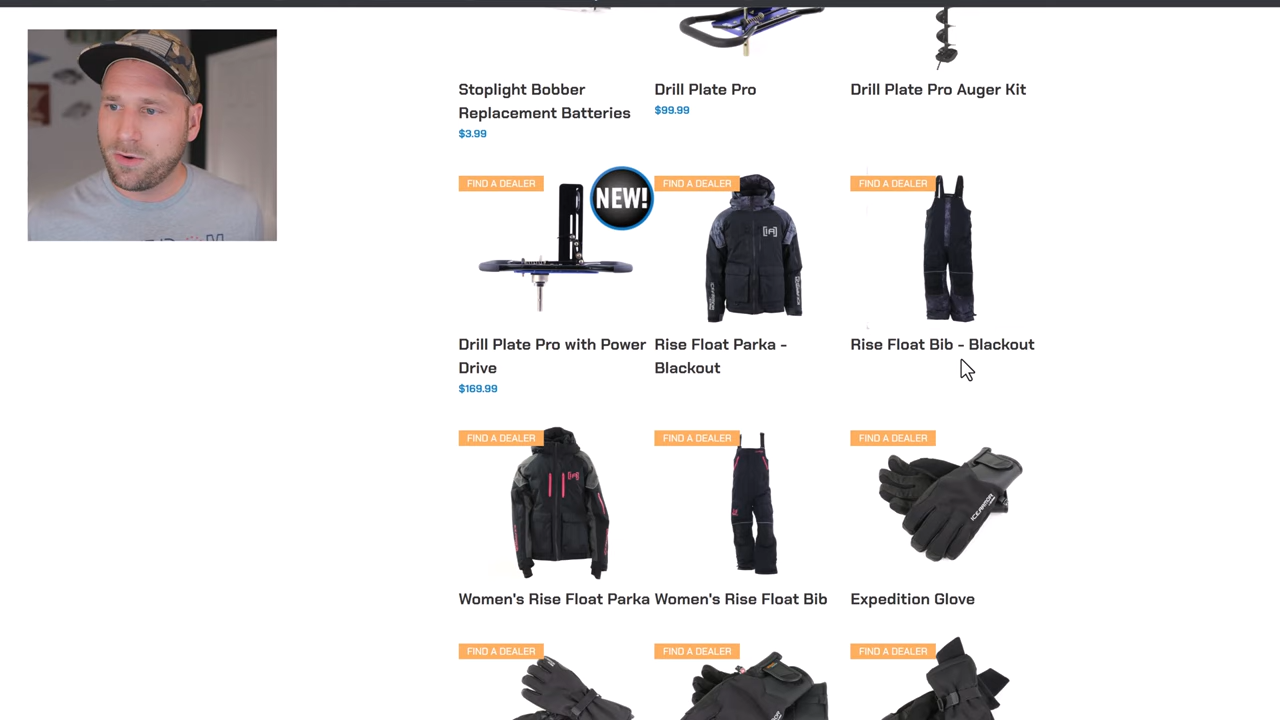 Stoplight Bobber
Replacement Batteries
$3.99
Drill Plate Pro
$99.99
Drill Plate Pro Auger Kit
FIND A DEALER
NEW!
Drill Plate Pro with Power
Drive
$169.99
FIND A DEALER
Rise Float Parka -
Blackout
FIND A DEALER
Rise Float Bib - Blackout
FIND A DEALER
Women's Rise Float Parka
FIND A DEALER
Women's Rise Float Bib
FIND A DEALER
ICEARMOR
Expedition Glove
FIND A DEALER
FIND A DEALER
FIND A DEALER